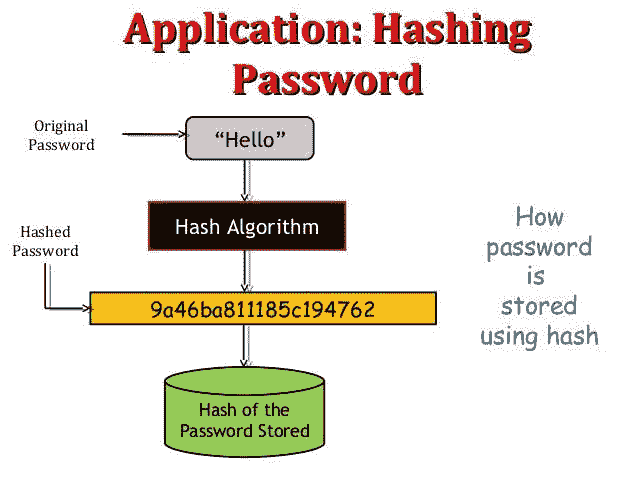 Application: Hashing
Password
Original
Password
“Hello”
Hash Algorithm
Hashed
Password
9a46ba811185c194762
Hash of the
Password Stored
How
password
is
stored
using hash